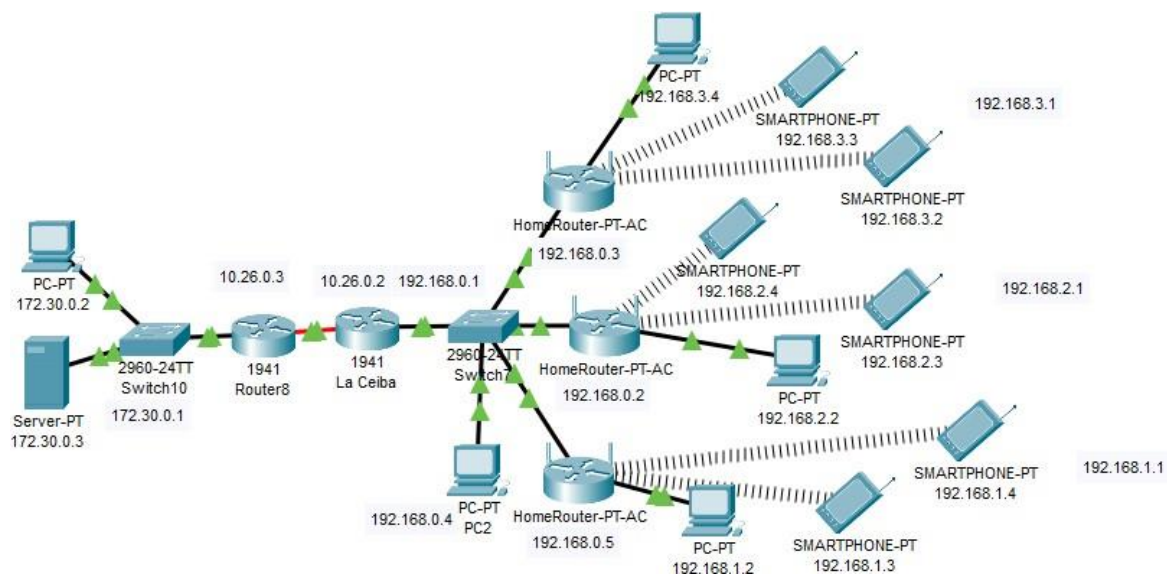 PC-PT
192.168.3.4
SMARTPHONE-PT
192.168.3.3
192.168.3.1
SMARTPHONE-PT
192.168.3.2
HomeRouter-PT-AC
192.168.0.3
SMARTPHONE-PT
192.168.2.4
192.168.2.1
SMARTPHONE-PT
192.168.2.3
PC-PT
172.30.0.2
10.26.0.3
10.26.0.2
192.168.0.1
2960-24TT
Switch10
172.30.0.1
1941
Router8
1941
La Ceiba
2960-24TT
HomeRouter-PT-AC
192.168.0.2
PC-PT
192.168.2.2
Server-PT
172.30.0.3
PC-PT
PC2
192.168.0.4
HomeRouter-PT-AC
192.168.0.5
PC-PT
192.168.1.2
SMARTPHONE-PT
192.168.1.4
192.168.1.1
SMARTPHONE-PT
192.168.1.3